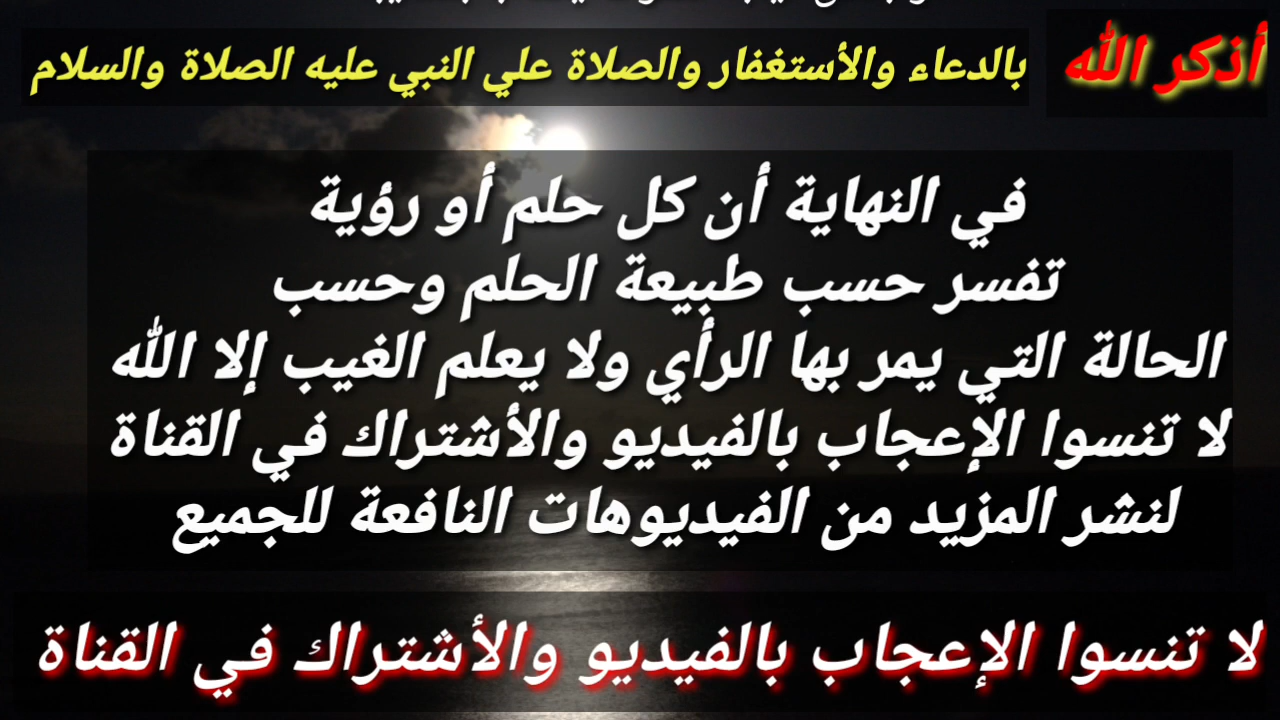 أذكر الله بالدعاء والأستغفار والصلاة علي النبي عليه الصلاة والسلام
في النهاية أن كل حلم أو رؤية
تفسر حسب طبيعة الحلم وحسب
الحالة التي يمر بها الرأي ولا يعلم الغيب إلا الله
لا تنسوا الإعجاب بالفيديو والأشتراك في القناة
لنشر المزيد من الفيديوهات النافعة للجميع
لا تنسوا الإعجاب بالفيديو والأشتراك في القناة